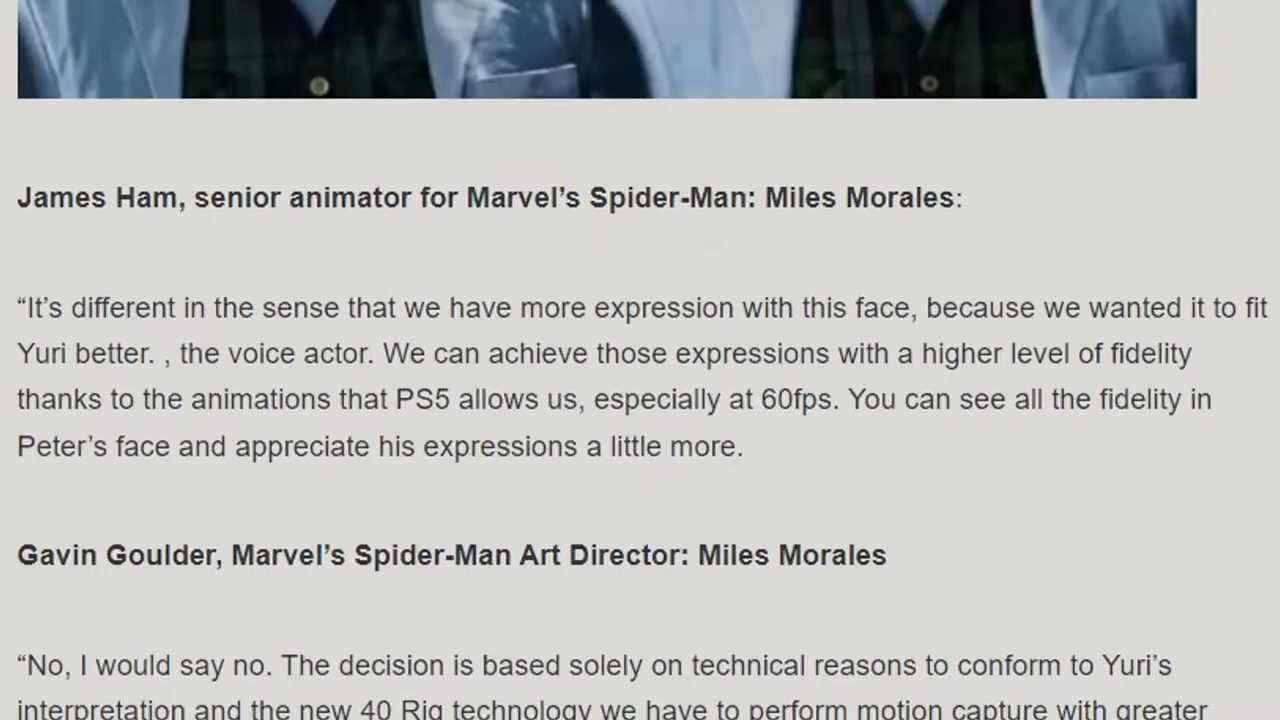 James Ham, senior animator for Marvel’s Spider-Man: Miles Morales:
“It’s different in the sense that we have more expression with this face, because we wanted it to fit
Yuri better. , the voice actor. We can achieve those expressions with a higher level of fidelity
thanks to the animations that PS5 allows us, especially at 60fps. You can see all the fidelity in
Peter’s face and appreciate his expressions a little more.
Gavin Goulder, Marvel’s Spider-Man Art Director: Miles Morales
“No, I would say no. The decision is based solely on technical reasons to conform to Yuri’s
interpretation and the new 40 Rig technology we have to perform motion capture with greater